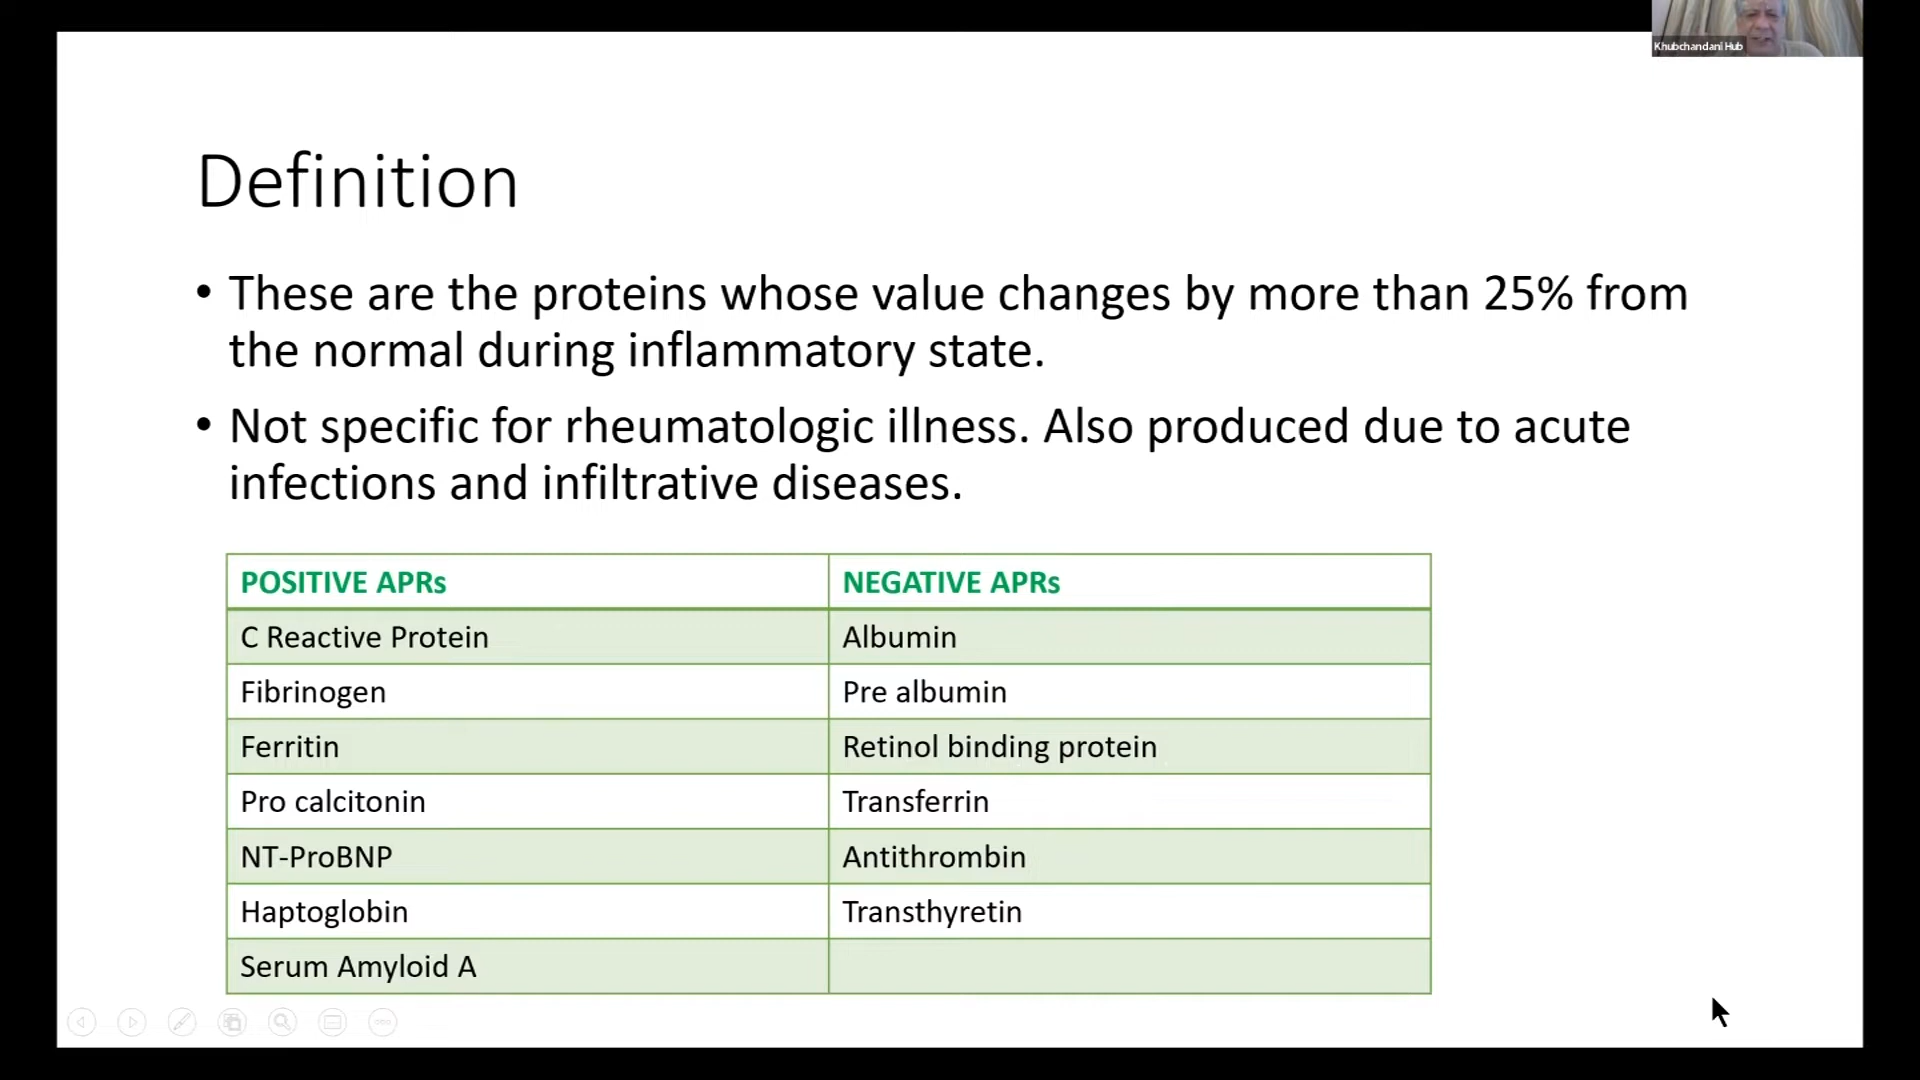 Khubchandani Hub
Definition
• These are the proteins whose value changes by more than 25% from
the normal during inflammatory state.
• Not specific for rheumatologic illness. Also produced due to acute
infections and infiltrative diseases.
POSITIVE APRs NEGATIVE APRs
C Reactive Protein Albumin
Fibrinogen Pre albumin
Ferritin Retinol binding protein
Pro calcitonin Transferrin
NT-ProBNP Antithrombin
Haptoglobin Transthyretin
Serum Amyloid A